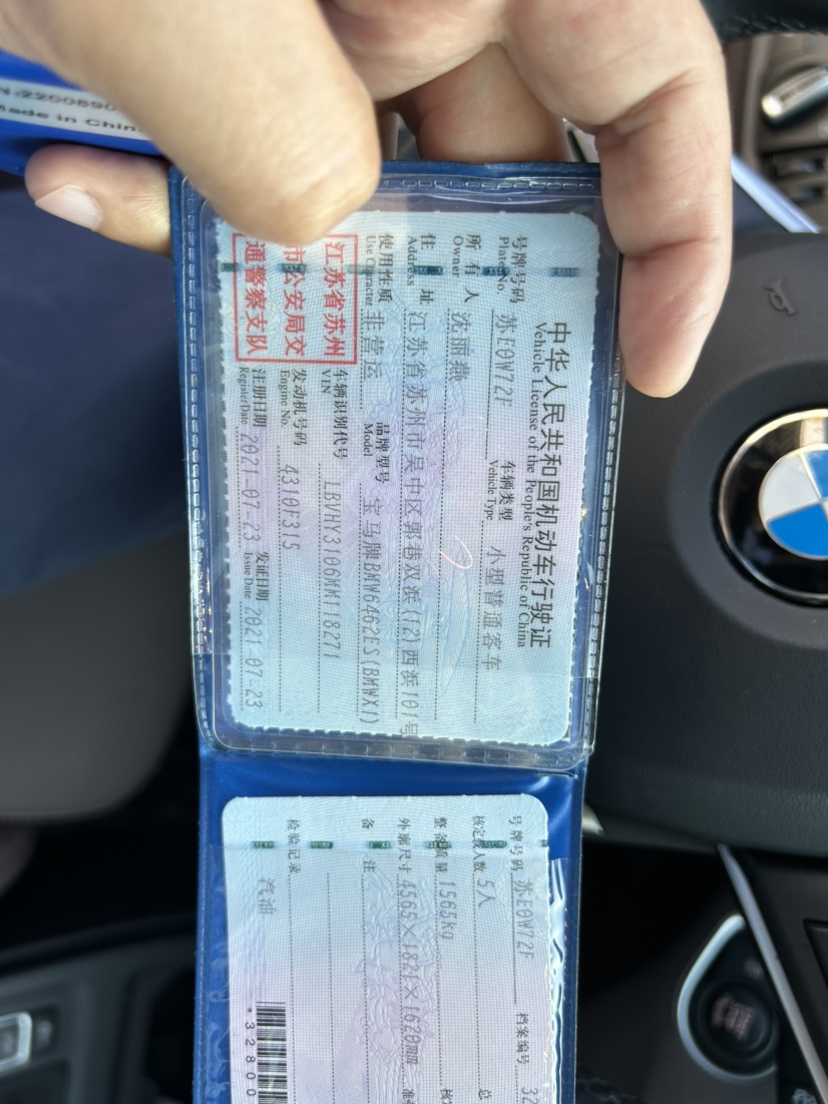 中华人民共和国机动车行驶证
Vehicle License of the People's Republic of China
号牌号码 苏E0W72F 车辆类型 小型普通客车
Plate No. Vehicle Type
所有人 沈丽燕
Owner
住址 江苏省苏州市吴中区郭巷双浜(12)西浜101号
Address
使用性质 非营运 品牌型号 宝马牌BMW6462ES(BMWX1)
Use Character Model
江苏省苏州
市公安局交
通警察支队
车辆识别代号 LBVHY3106MM118271
VIN
发动机号码 4310F315
Engine No.
注册日期 2021-07-23 发证日期 2021-07-23
Register Date Issue Date
号牌号码 苏E0W72F 档案编号 32
核定载人数 5人 总
整备质量 1565kg 核
外廓尺寸 4565×1821×1620mm 准
备注
检验记录
汽油
*32800
Made in China